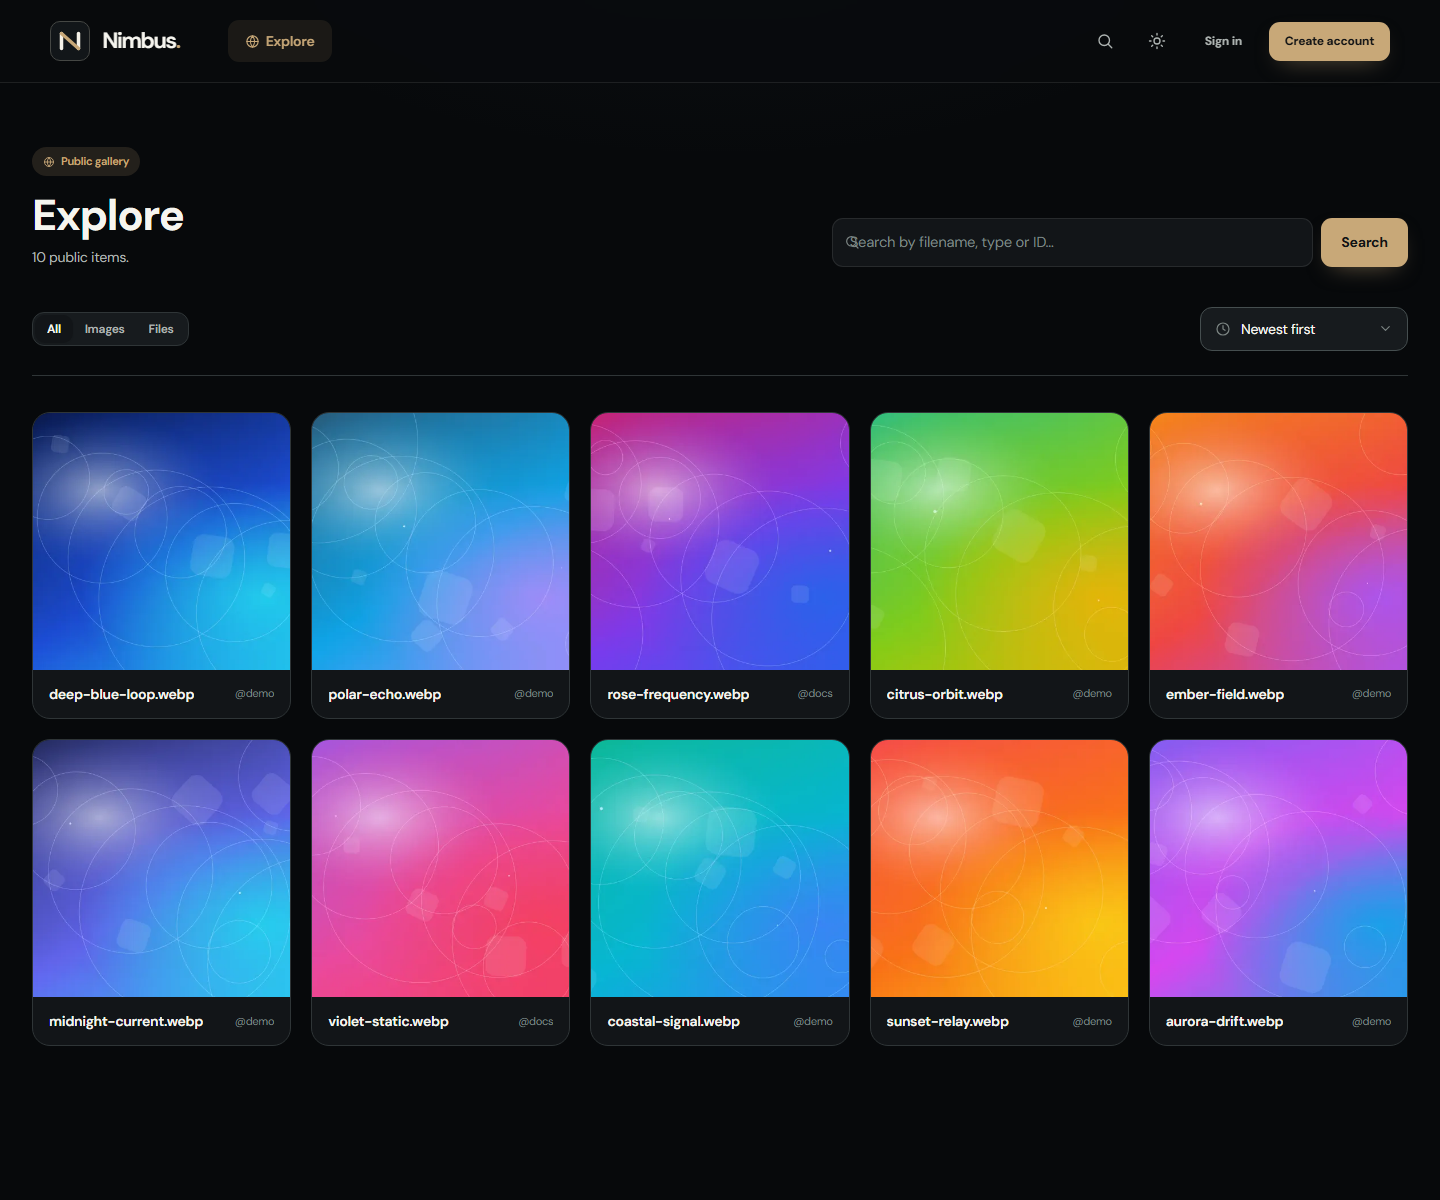 Nimbus.
Explore
Sign in
Create account
Public gallery
Explore
10 public items.
Search by filename, type or ID...
Search
All
Images
Files
Newest first
deep-blue-loop.webp @demo
polar-echo.webp @demo
rose-frequency.webp @docs
citrus-orbit.webp @demo
ember-field.webp @demo
midnight-current.webp @demo
violet-static.webp @docs
coastal-signal.webp @demo
sunset-relay.webp @demo
aurora-drift.webp @demo